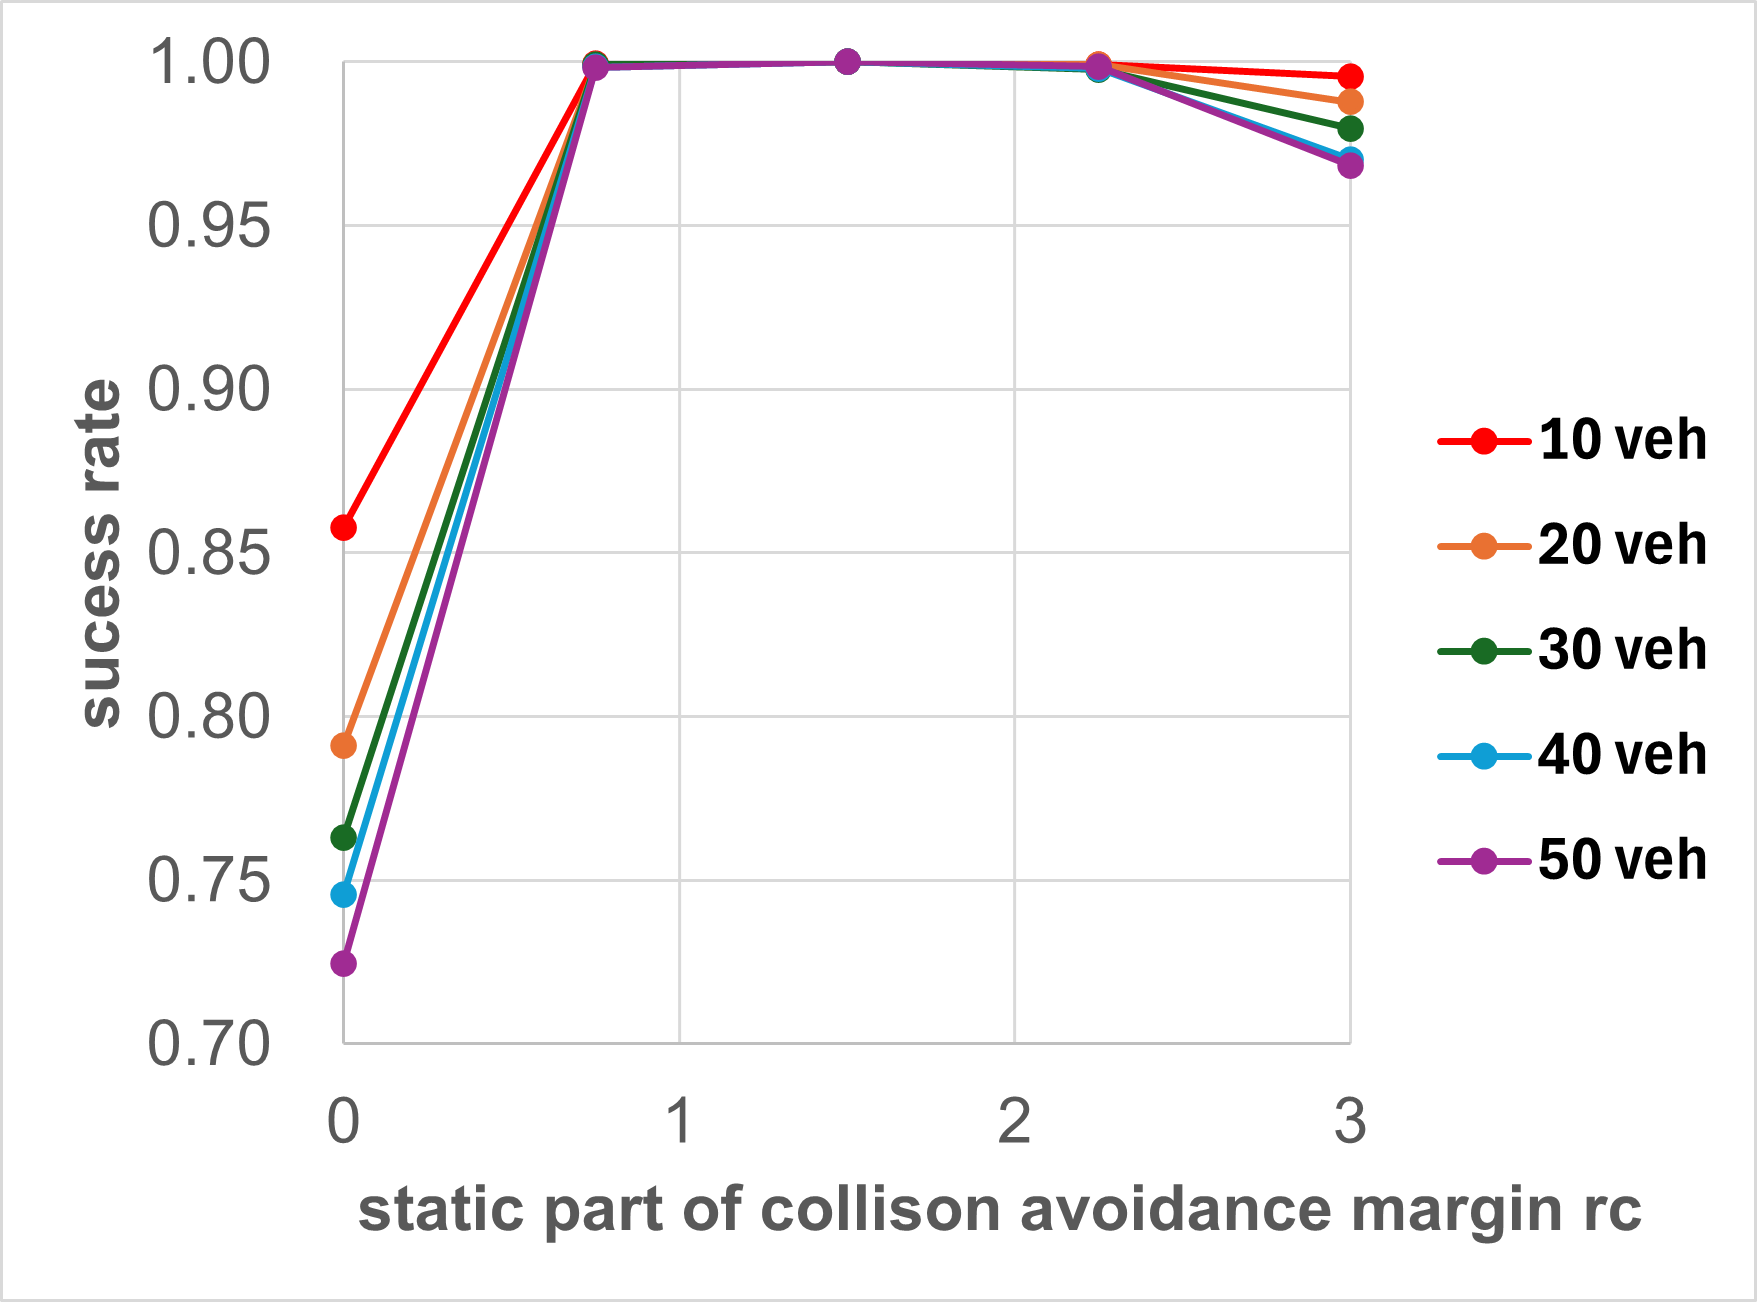 1.00
0.95
0.90
0.85
0.80
0.75
0.70
sucess rate
0 1 2 3
static part of collison avoidance margin rc
10 veh
20 veh
30 veh
40 veh
50 veh